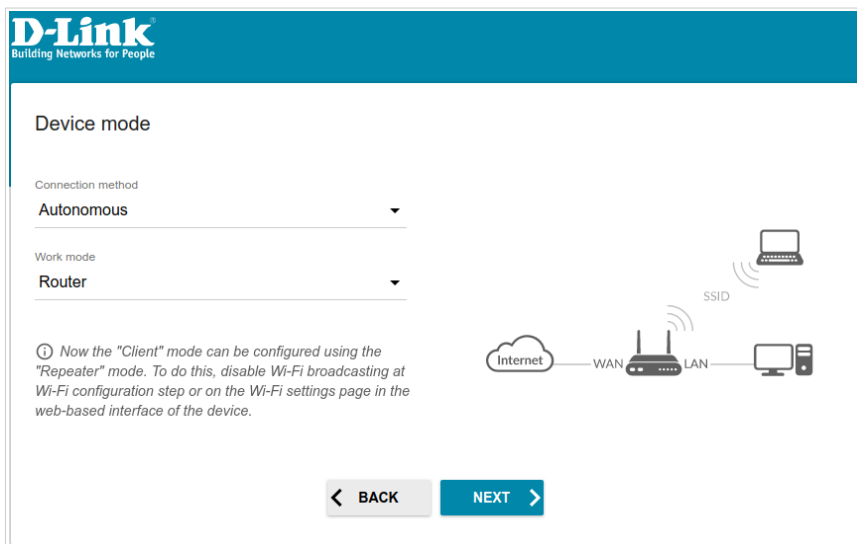 D-Link
Building Networks for People
Device mode
Connection method
Autonomous
Work mode
Router
Now the "Client" mode can be configured using the
"Repeater" mode. To do this, disable Wi-Fi broadcasting at
Wi-Fi configuration step or on the Wi-Fi settings page in the
web-based interface of the device.
SSID
Internet
WAN
LAN
BACK
NEXT